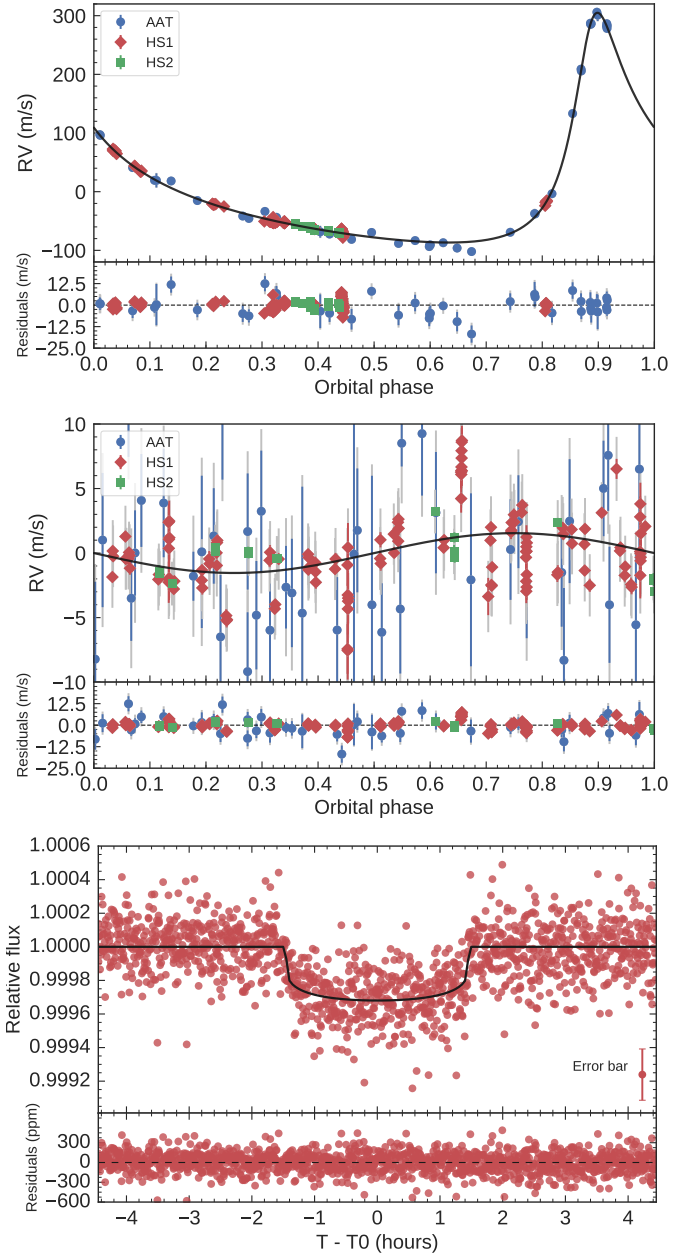 300
200
100
0
−100
RV (m/s)
AAT
HS1
HS2
12.5
0.0
−12.5
−25.0
Residuals (m/s)
0.0 0.1 0.2 0.3 0.4 0.5 0.6 0.7 0.8 0.9 1.0
Orbital phase
10
5
0
−5
−10
RV (m/s)
AAT
HS1
HS2
10
12.5
0.0
−12.5
−25.0
Residuals (m/s)
0.0 0.1 0.2 0.3 0.4 0.5 0.6 0.7 0.8 0.9 1.0
Orbital phase
1.0006
1.0004
1.0002
1.0000
0.9998
0.9996
0.9994
0.9992
Relative flux
Error bar
300
0
−300
−600
Residuals (ppm)
−4 −3 −2 −1 0 1 2 3 4
T - T0 (hours)